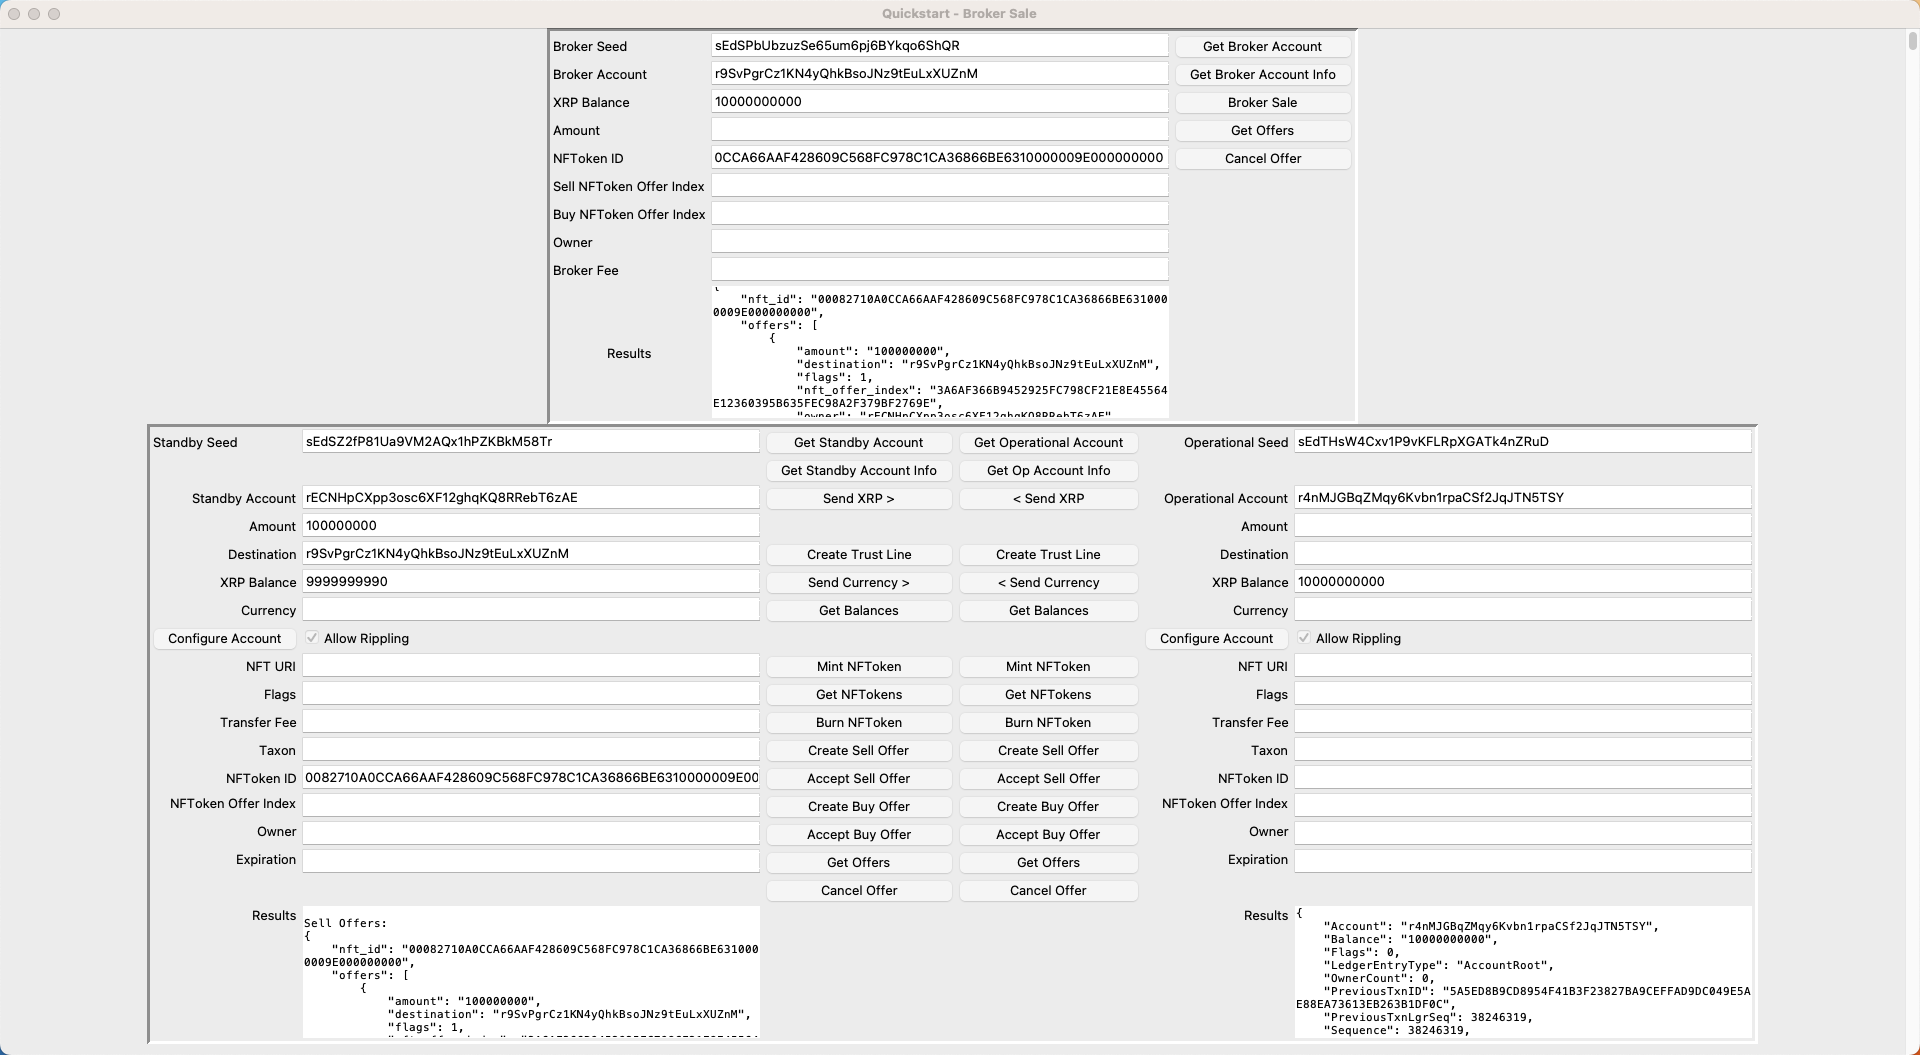 Quickstart - Broker Sale
Broker Seed sEdSPbUbzuzSe65um6pj6BYkqo6ShQR Get Broker Account
Broker Account r9SvPgrCz1KN4yQhkBsoJNz9tEuLxXUZnM Get Broker Account Info
XRP Balance 10000000000 Broker Sale
Amount Get Offers
NFToken ID 0CCA66AAF428609C568FC978C1CA36866BE6310000009E000000000 Cancel Offer
Sell NFToken Offer Index
Buy NFToken Offer Index
Owner
Broker Fee
Results
{
"nft_id": "00082710A0CCA66AAF428609C568FC978C1CA36866BE631000
0009E000000000",
"offers": [
{
"amount": "100000000",
"destination": "r9SvPgrCz1KN4yQhkBsoJNz9tEuLxXUZnM",
"flags": 1,
"nft_offer_index": "3A6AF366B9452925FC798CF21E8E45564
E12360395B635FEC98A2F379BF2769E",
"owner": "rECNHpCXpp3osc6XF12ghqKQ8RRebT6zAE"
Standby Seed sEdSZ2fP81Ua9VM2AQx1hPZKBkM58Tr Get Standby Account Get Operational Account Operational Seed sEdTHsW4Cxv1P9vKFLRpXGATk4nZRuD
Get Standby Account Info Get Op Account Info
Standby Account rECNHpCXpp3osc6XF12ghqKQ8RRebT6zAE Send XRP > < Send XRP Operational Account r4nMJGBqZMqy6Kvbn1rpaCSf2JqJTN5TSY
Amount 100000000 Amount
Destination r9SvPgrCz1KN4yQhkBsoJNz9tEuLxXUZnM Create Trust Line Create Trust Line Destination
XRP Balance 9999999990 Send Currency > < Send Currency XRP Balance 10000000000
Currency Get Balances Get Balances Currency
Configure Account Allow Rippling Configure Account Allow Rippling
NFT URI Mint NFToken Mint NFToken NFT URI
Flags Get NFTokens Get NFTokens Flags
Transfer Fee Burn NFToken Burn NFToken Transfer Fee
Taxon Create Sell Offer Create Sell Offer Taxon
NFToken ID 0082710A0CCA66AAF428609C568FC978C1CA36866BE6310000009E00 Accept Sell Offer Accept Sell Offer NFToken ID
NFToken Offer Index Create Buy Offer Create Buy Offer NFToken Offer Index
Owner Accept Buy Offer Accept Buy Offer Owner
Expiration Get Offers Get Offers Expiration
Cancel Offer Cancel Offer
Results
Sell Offers:
{
"nft_id": "00082710A0CCA66AAF428609C568FC978C1CA36866BE631000
0009E000000000",
"offers": [
{
"amount": "100000000",
"destination": "r9SvPgrCz1KN4yQhkBsoJNz9tEuLxXUZnM",
"flags": 1,
Results
{
"Account": "r4nMJGBqZMqy6Kvbn1rpaCSf2JqJTN5TSY",
"Balance": "10000000000",
"Flags": 0,
"LedgerEntryType": "AccountRoot",
"OwnerCount": 0,
"PreviousTxnID": "5A5ED8B9CD8954F41B3F23827BA9CEFFAD9DC049E5A
E88EA73613EB263B1DF0C",
"PreviousTxnLgrSeq": 38246319,
"Sequence": 38246319,